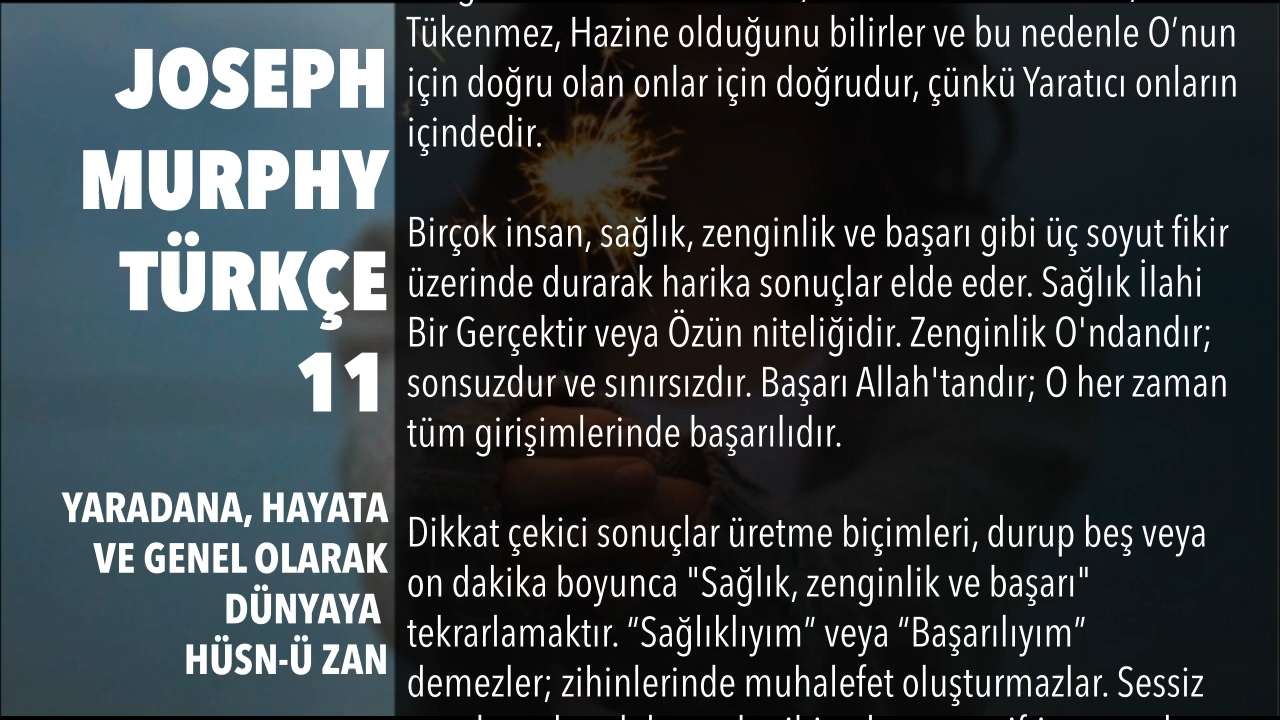 JOSEPH
MURPHY
TÜRKÇE
11
YARADANA, HAYATA
VE GENEL OLARAK
DÜNYAYA
HÜSN-Ü ZAN
Tükenmez, Hazine olduğunu bilirler ve bu nedenle O’nun
için doğru olan onlar için doğrudur, çünkü Yaratıcı onların
içindedir.
Birçok insan, sağlık, zenginlik ve başarı gibi üç soyut fikir
üzerinde durarak harika sonuçlar elde eder. Sağlık İlahi
Bir Gerçektir veya Özün niteliğidir. Zenginlik O'ndandır;
sonsuzdur ve sınırsızdır. Başarı Allah'tandır; O her zaman
tüm girişimlerinde başarılıdır.
Dikkat çekici sonuçlar üretme biçimleri, durup beş veya
on dakika boyunca "Sağlık, zenginlik ve başarı"
tekrarlamaktır. “Sağlıklıyım” veya “Başarılıyım”
demezler; zihinlerinde muhalefet oluşturmazlar. Sessiz